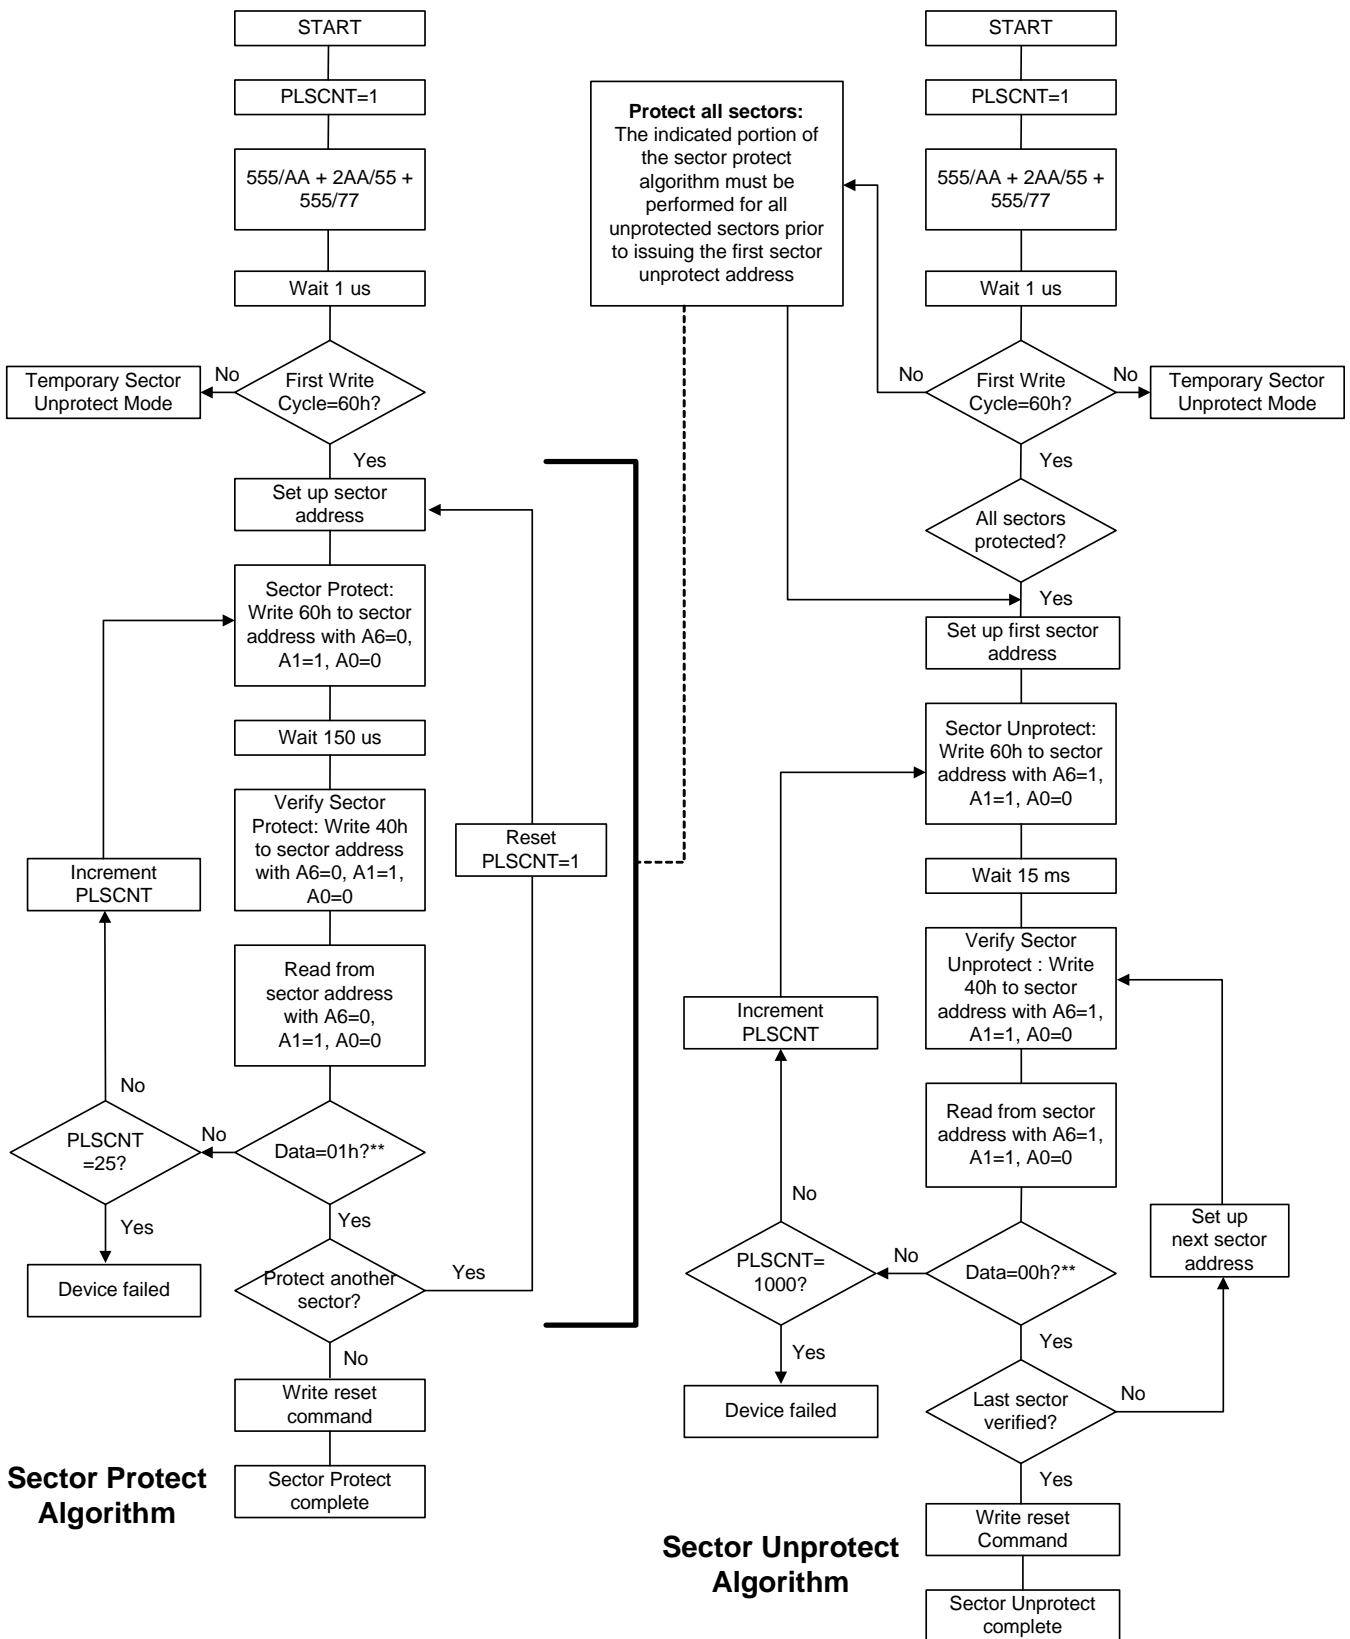 START
PLSCNT=1
555/AA + 2AA/55 +
555/77
Wait 1 us
First Write
Cycle=60h?
No
Temporary Sector
Unprotect Mode
Yes
Set up sector
address
Sector Protect:
Write 60h to sector
address with A6=0,
A1=1, A0=0
Wait 150 us
Verify Sector
Protect: Write 40h
to sector address
with A6=0, A1=1,
A0=0
Reset
PLSCNT=1
Increment
PLSCNT
Read from
sector address
with A6=0,
A1=1, A0=0
No
PLSCNT
=25?
No
Data=01h?**
Yes
Device failed
Yes
Protect another
sector?
Yes
No
Write reset
command
Sector Protect
complete
Sector Protect
Algorithm
Protect all sectors:
The indicated portion of
the sector protect
algorithm must be
performed for all
unprotected sectors prior
to issuing the first sector
unprotect address
START
PLSCNT=1
555/AA + 2AA/55 +
555/77
Wait 1 us
No
First Write
Cycle=60h?
No
Temporary Sector
Unprotect Mode
Yes
All sectors
protected?
Yes
Set up first sector
address
Sector Unprotect:
Write 60h to sector
address with A6=1,
A1=1, A0=0
Wait 15 ms
Verify Sector
Unprotect : Write
40h to sector
address with A6=1,
A1=1, A0=0
Increment
PLSCNT
Read from sector
address with A6=1,
A1=1, A0=0
No
PLSCNT=
1000?
No
Data=00h?**
Set up
next sector
address
Yes
Device failed
Yes
Last sector
verified?
No
Yes
Write reset
Command
Sector Unprotect
complete
Sector Unprotect
Algorithm